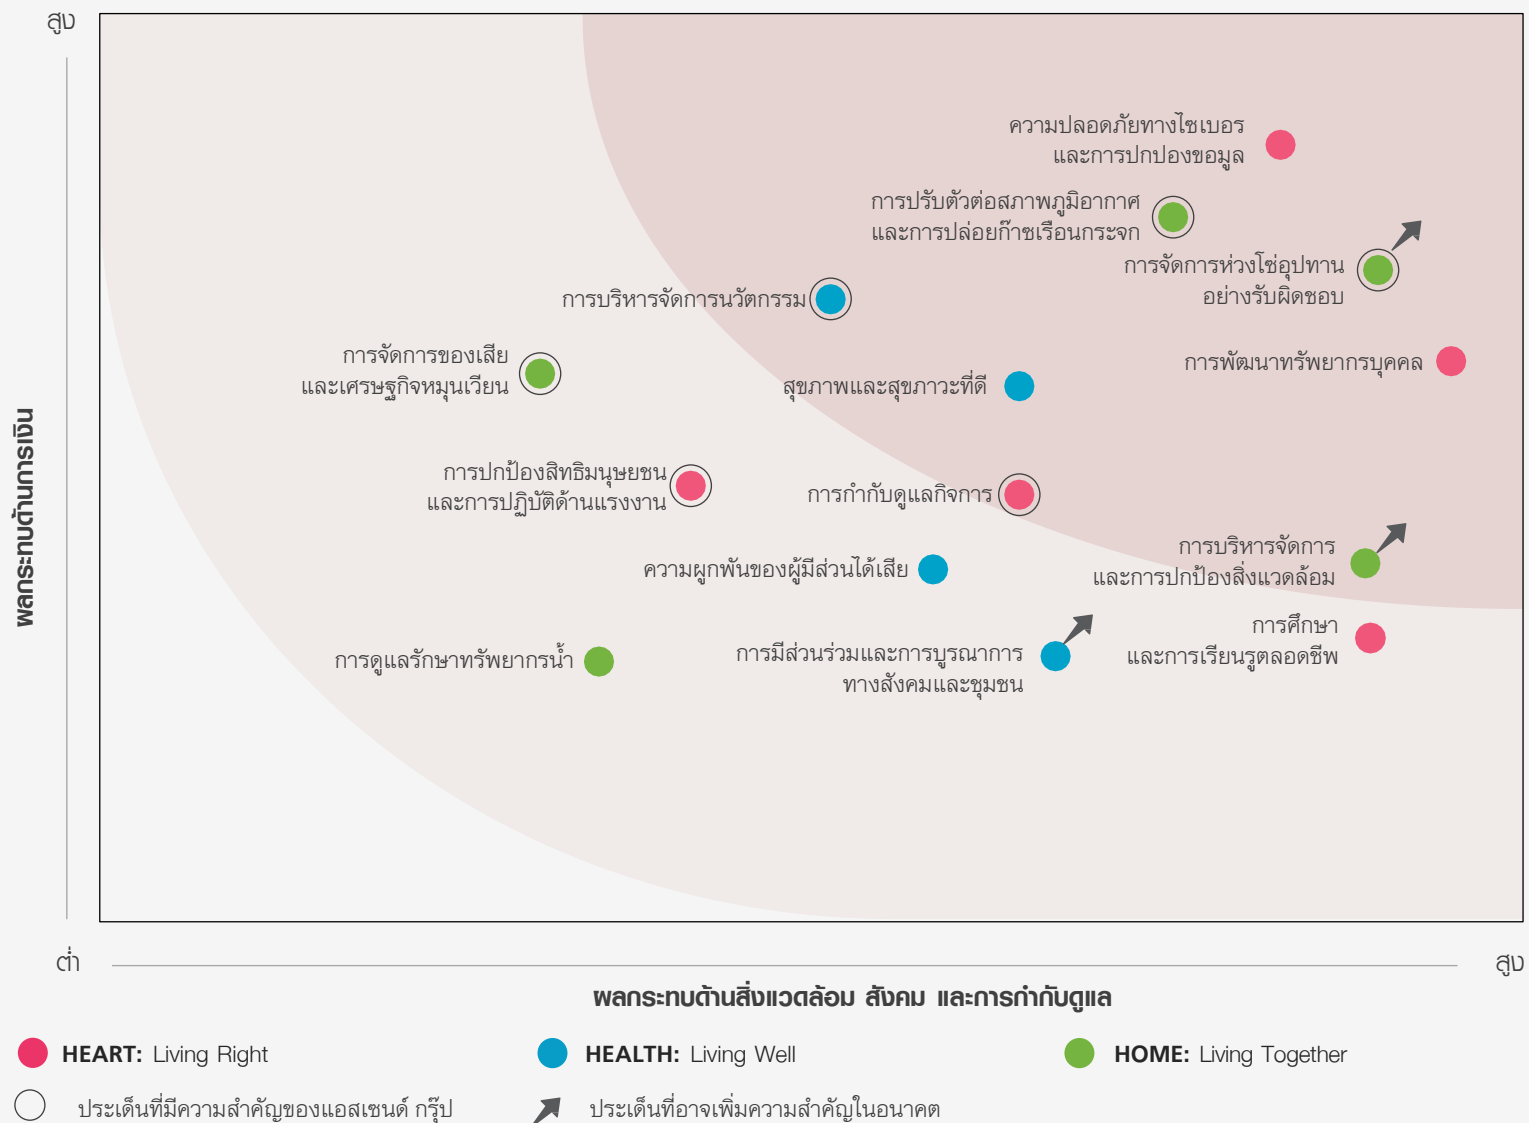 สูง
ความปลอดภัยทางไซเบอร
และการปกปองขอมูล
การปรับตัวต่อสภาพภูมิอากาศ
และการปล่อยก๊าซเรือนกระจก
การจัดการห่วงโซ่อุปทาน
อย่างรับผิดชอบ
การบริหารจัดการนวัตกรรม
การจัดการของเสีย
และเศรษฐกิจหมุนเวียน
การพัฒนาทรัพยากรบุคคล
สุขภาพและสุขภาวะที่ดี
การปกป้องสิทธิมนุษยชน
และการปฏิบัติด้านแรงงาน
การกำกับดูแลกิจการ
การบริหารจัดการ
และการปกป้องสิ่งแวดล้อม
ความผูกพันของผู้มีส่วนได้เสีย
การศึกษา
และการเรียนรูตลอดชีพ
การมีส่วนร่วมและการบูรณาการ
ทางสังคมและชุมชน
การดูแลรักษาทรัพยากรน้ำ
ผลกระทบด้านการเงิน
ต่ำ
สูง
ผลกระทบด้านสิ่งแวดล้อม สังคม และการกำกับดูแล
HEART: Living Right
HEALTH: Living Well
HOME: Living Together
ประเด็นที่มีความสำคัญของแอสเซนด์ กรุ๊ป
ประเด็นที่อาจเพิ่มความสำคัญในอนาคต